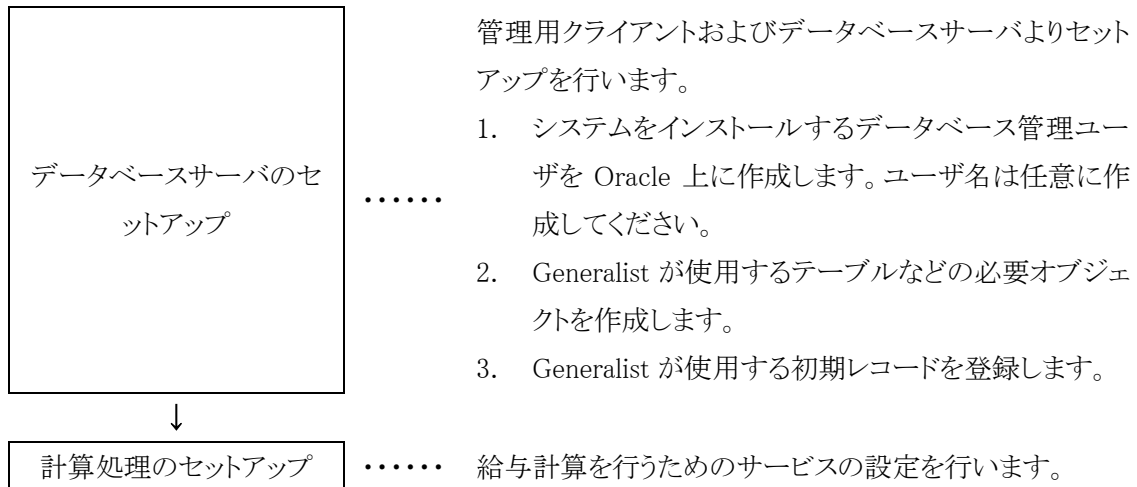 データベースサーバのセ
ットアップ
……
管理用クライアントおよびデータベースサーバよりセット
アップを行います。
1. システムをインストールするデータベース管理ユー
ザを Oracle 上に作成します。ユーザ名は任意に作
成してください。
2. Generalist が使用するテーブルなどの必要オブジェ
クトを作成します。
3. Generalist が使用する初期レコードを登録します。
↓
計算処理のセットアップ
……
給与計算を行うためのサービスの設定を行います。